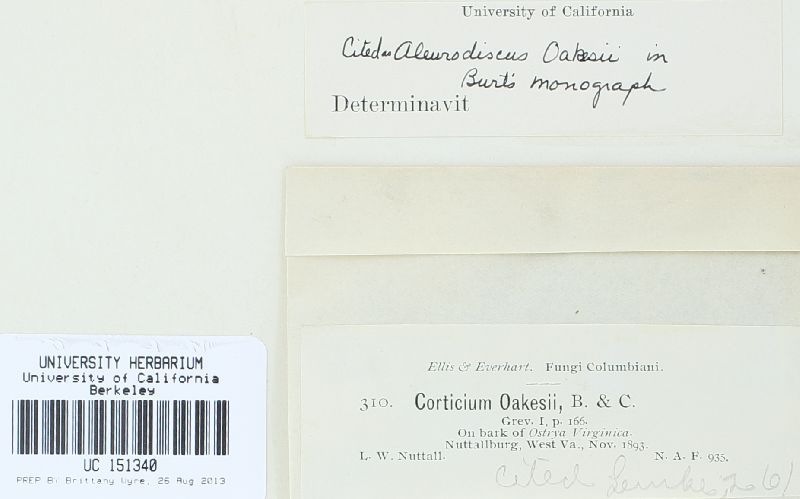 University of California
Cited as Aleurodiscus Oakesii in
Burt's monograph
Determinavit
Ellis & Everhart. Fungi Columbiani.
310. Corticium Oakesii, B. & C.
Grev. I, p. 166.
On bark of Ostrya Virginica.
Nuttallburg, West Va., Nov. 1893.
L. W. Nuttall. N. A. F. 935.
cited Lemke,
UNIVERSITY HERBARIUM
University of California
Berkeley
UC 151340
PREP BY Brittany Uyre, 26 Aug 2013